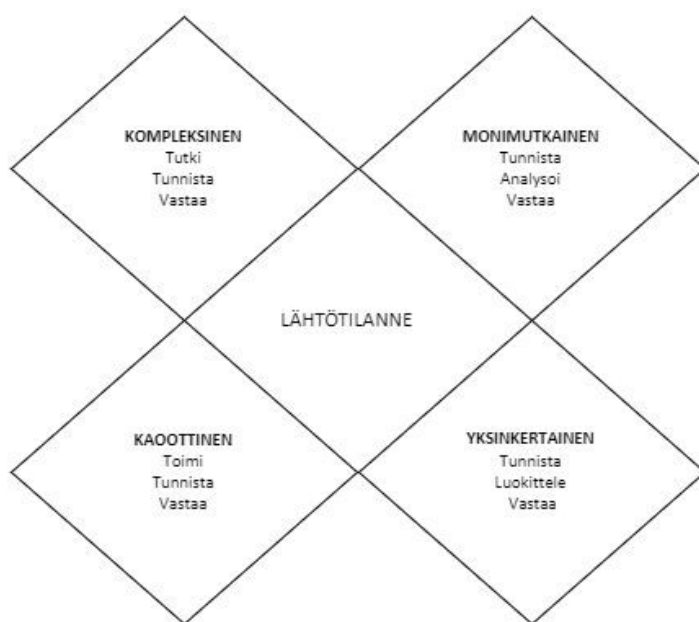 KOMPLEKSINEN
Tutki
Tunnista
Vastaa
MONIMUTKAINEN
Tunnista
Analysoi
Vastaa
LÄHTÖTILANNE
KAOOTTINEN
Toimi
Tunnista
Vastaa
YKSINKERTAINEN
Tunnista
Luokittele
Vastaa